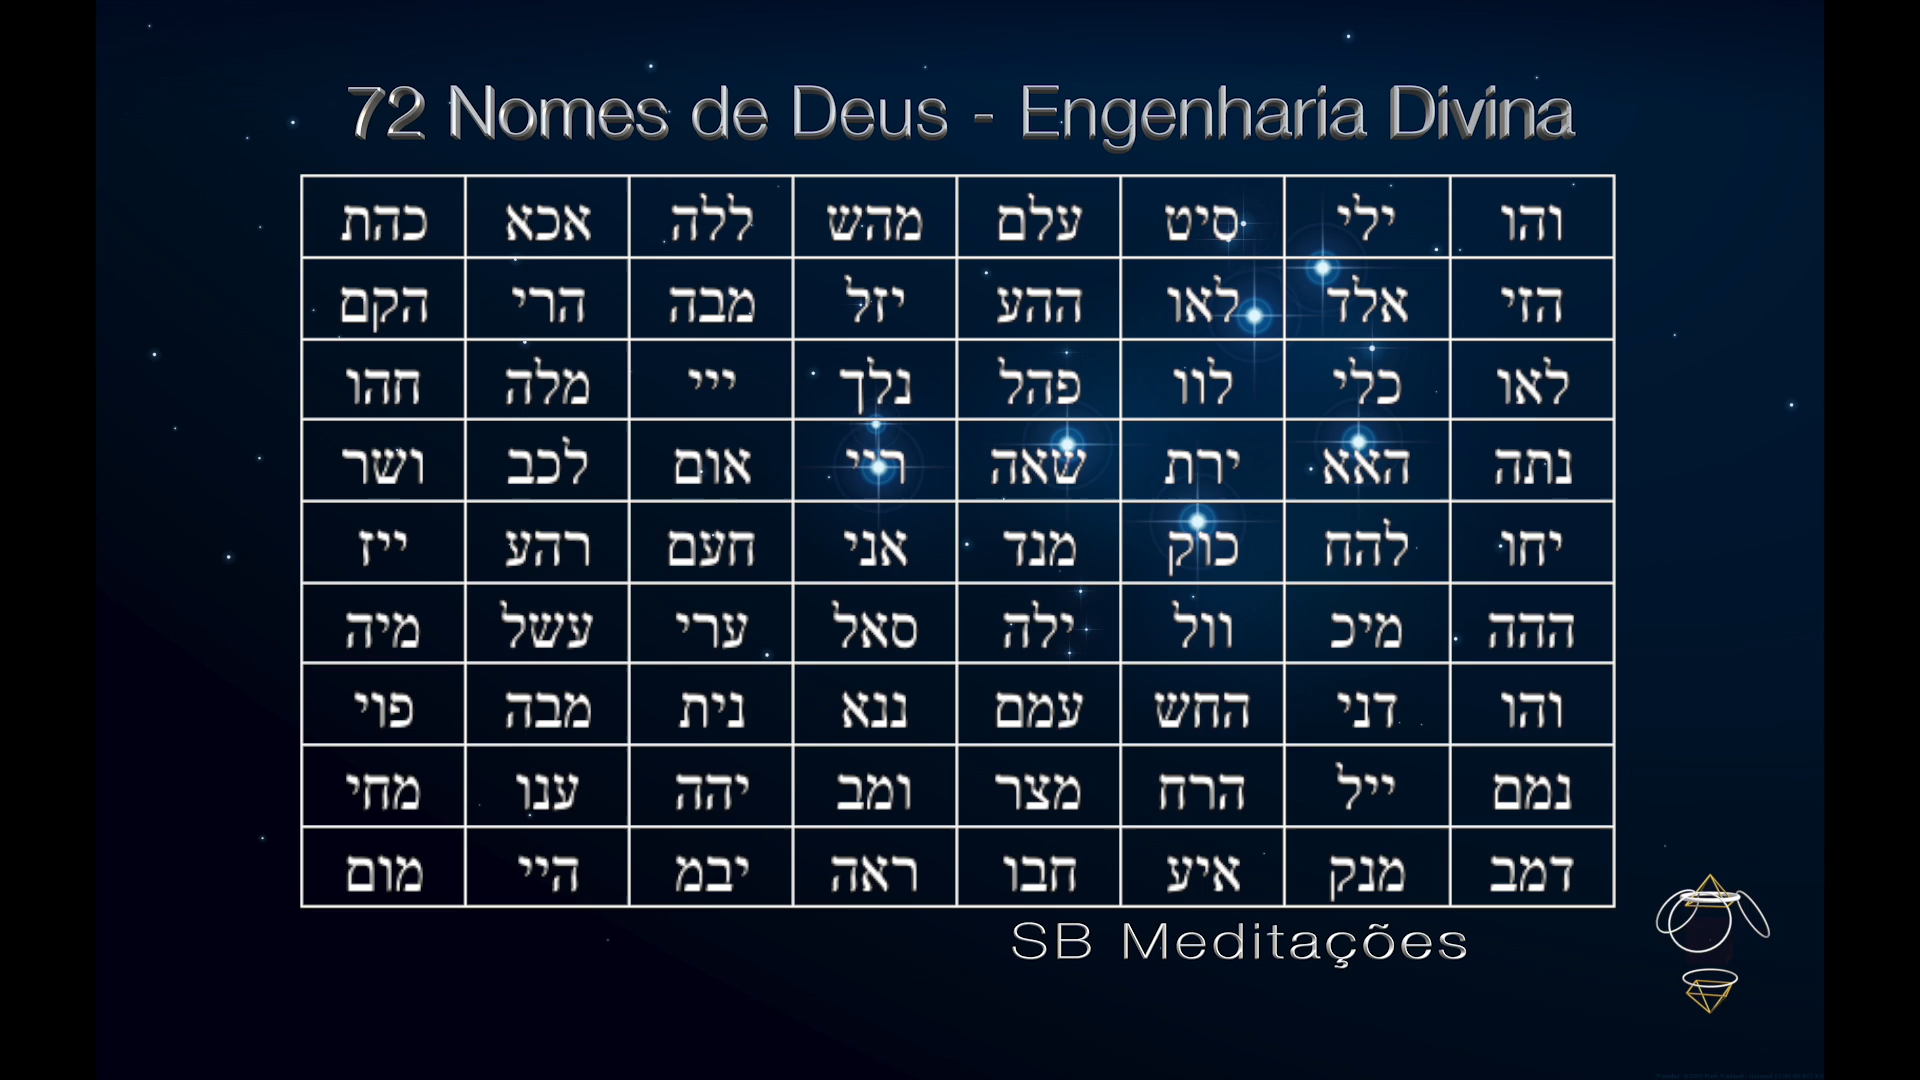 72 Nomes de Deus - Engenharia Divina
והו ילי סיט עלם מהש ללה אכא כהת
הזי אלד לאו ההע יזל מבה הרי הקם
לאו כלי לוו פהל נלך ייי מלה חהו
נתה האא ירת שאה ריי אום לכב ושר
יחו להח כוק מנד אני חעם רהע ייז
ההה מיכ וול ילה סאל ערי עשל מיה
והו דני החש עמם ננא נית מבה פוי
נמם ייל הרח מצר ומב יהה ענו מחי
דמב מנק איע חבו ראה יבמ היי מום
SB Meditações